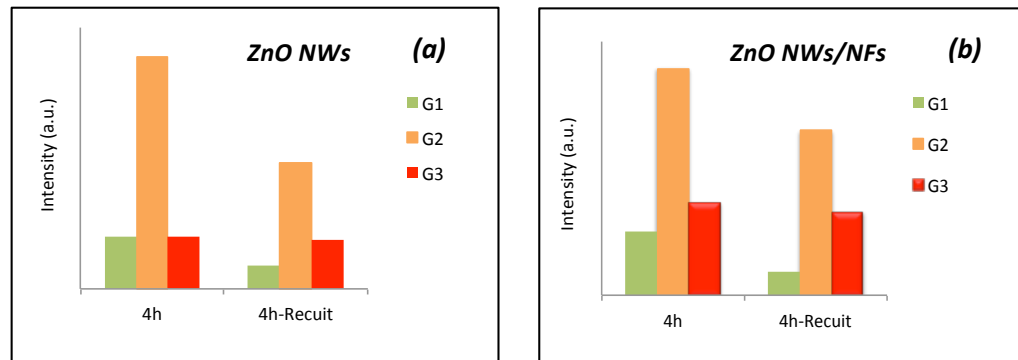 ZnO NWs (a)
Intensity (a.u.)
G1
G2
G3
4h 4h-Recuit
ZnO NWs/NFs (b)
Intensity (a.u.)
G1
G2
G3
4h 4h-Recuit